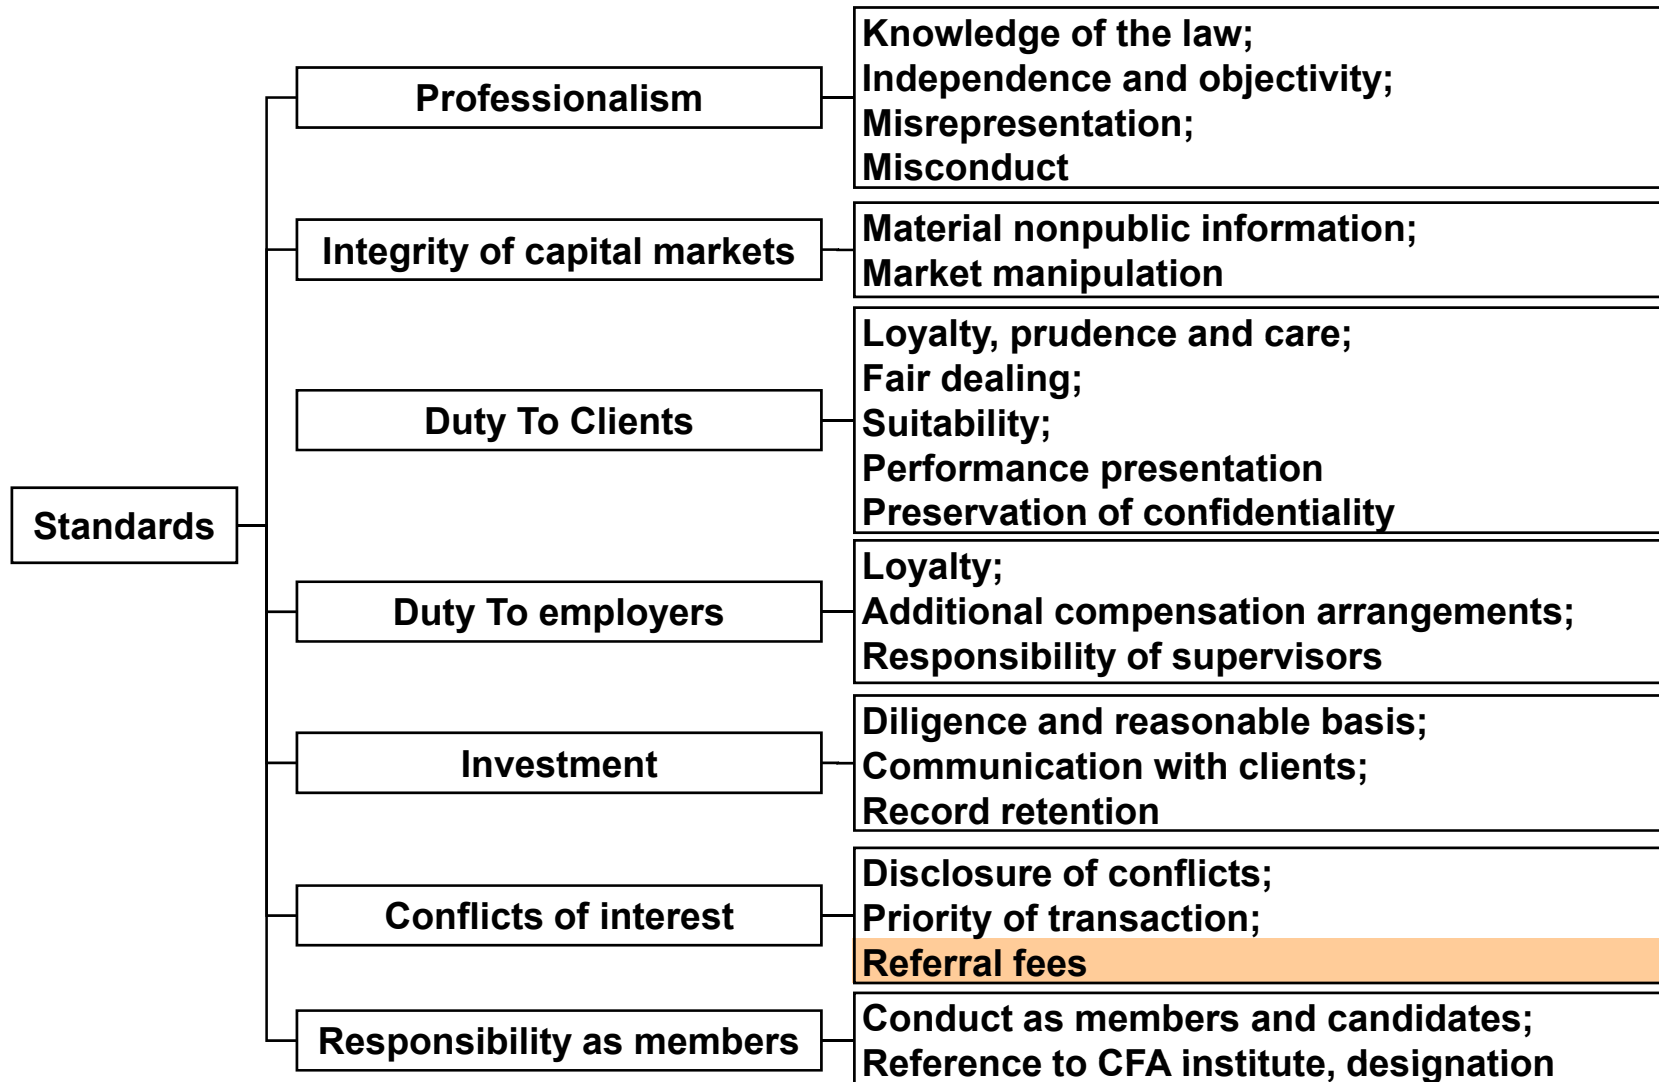 Standards
Professionalism
Knowledge of the law;
Independence and objectivity;
Misrepresentation;
Misconduct
Integrity of capital markets
Material nonpublic information;
Market manipulation
Duty To Clients
Loyalty, prudence and care;
Fair dealing;
Suitability;
Performance presentation
Preservation of confidentiality
Duty To employers
Loyalty;
Additional compensation arrangements;
Responsibility of supervisors
Investment
Diligence and reasonable basis;
Communication with clients;
Record retention
Conflicts of interest
Disclosure of conflicts;
Priority of transaction;
Referral fees
Responsibility as members
Conduct as members and candidates;
Reference to CFA institute, designation